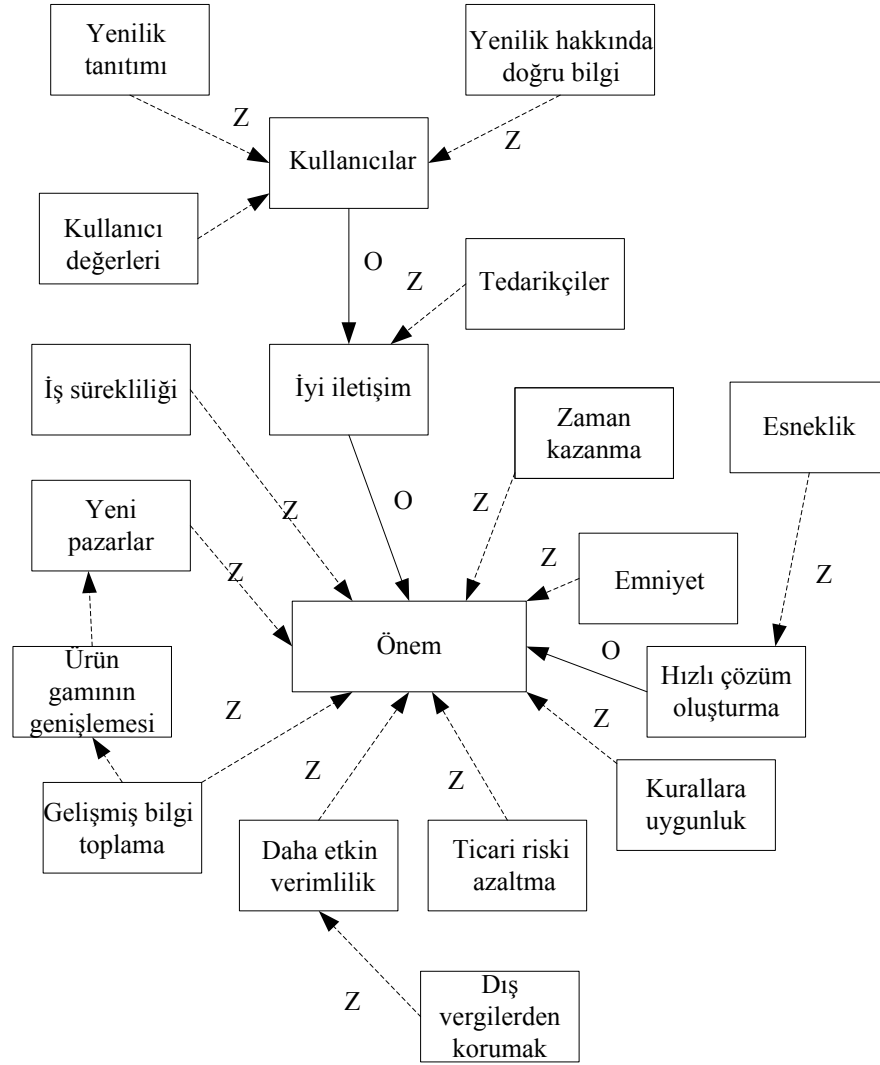 Yenilik
tanıtımı
Yenilik hakkında
doğru bilgi
Z
Z
Kullanıcılar
Kullanıcı
değerleri
O
Z
Tedarikçiler
İş sürekliliği
İyi iletişim
Zaman
kazanma
Esneklik
Z
O
Z
Yeni
pazarlar
Z
Z
Emniyet
Z
Önem
O
Ürün
gamının
genişlemesi
Hızlı çözüm
oluşturma
Z
Z
Gelişmiş bilgi
toplama
Z
Z
Kurallara
uygunluk
Daha etkin
verimlilik
Ticari riski
azaltma
Z
Dış
vergilerden
korumak